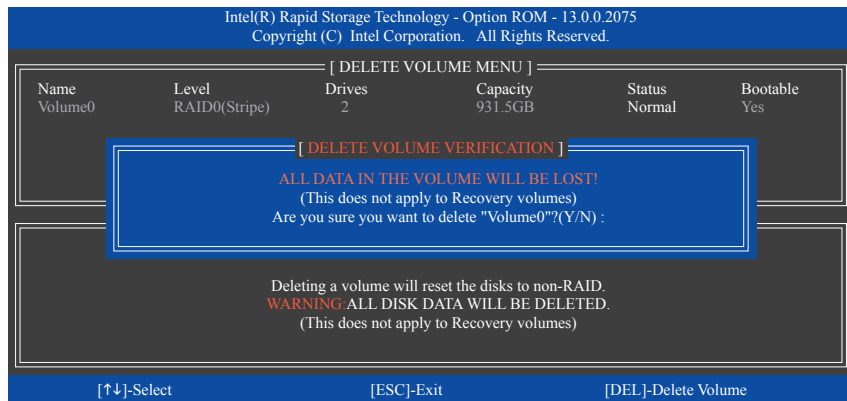 Intel(R) Rapid Storage Technology - Option ROM - 13.0.0.2075
Copyright (C) Intel Corporation. All Rights Reserved.
[ DELETE VOLUME MENU ]
Name Level Drives Capacity Status Bootable
Volume0 RAID0(Stripe) 2 931.5GB Normal Yes
[ DELETE VOLUME VERIFICATION ]
ALL DATA IN THE VOLUME WILL BE LOST!
(This does not apply to Recovery volumes)
Are you sure you want to delete "Volume0"?(Y/N) :
Deleting a volume will reset the disks to non-RAID.
WARNING:ALL DISK DATA WILL BE DELETED.
(This does not apply to Recovery volumes)
[↑↓]-Select [ESC]-Exit [DEL]-Delete Volume